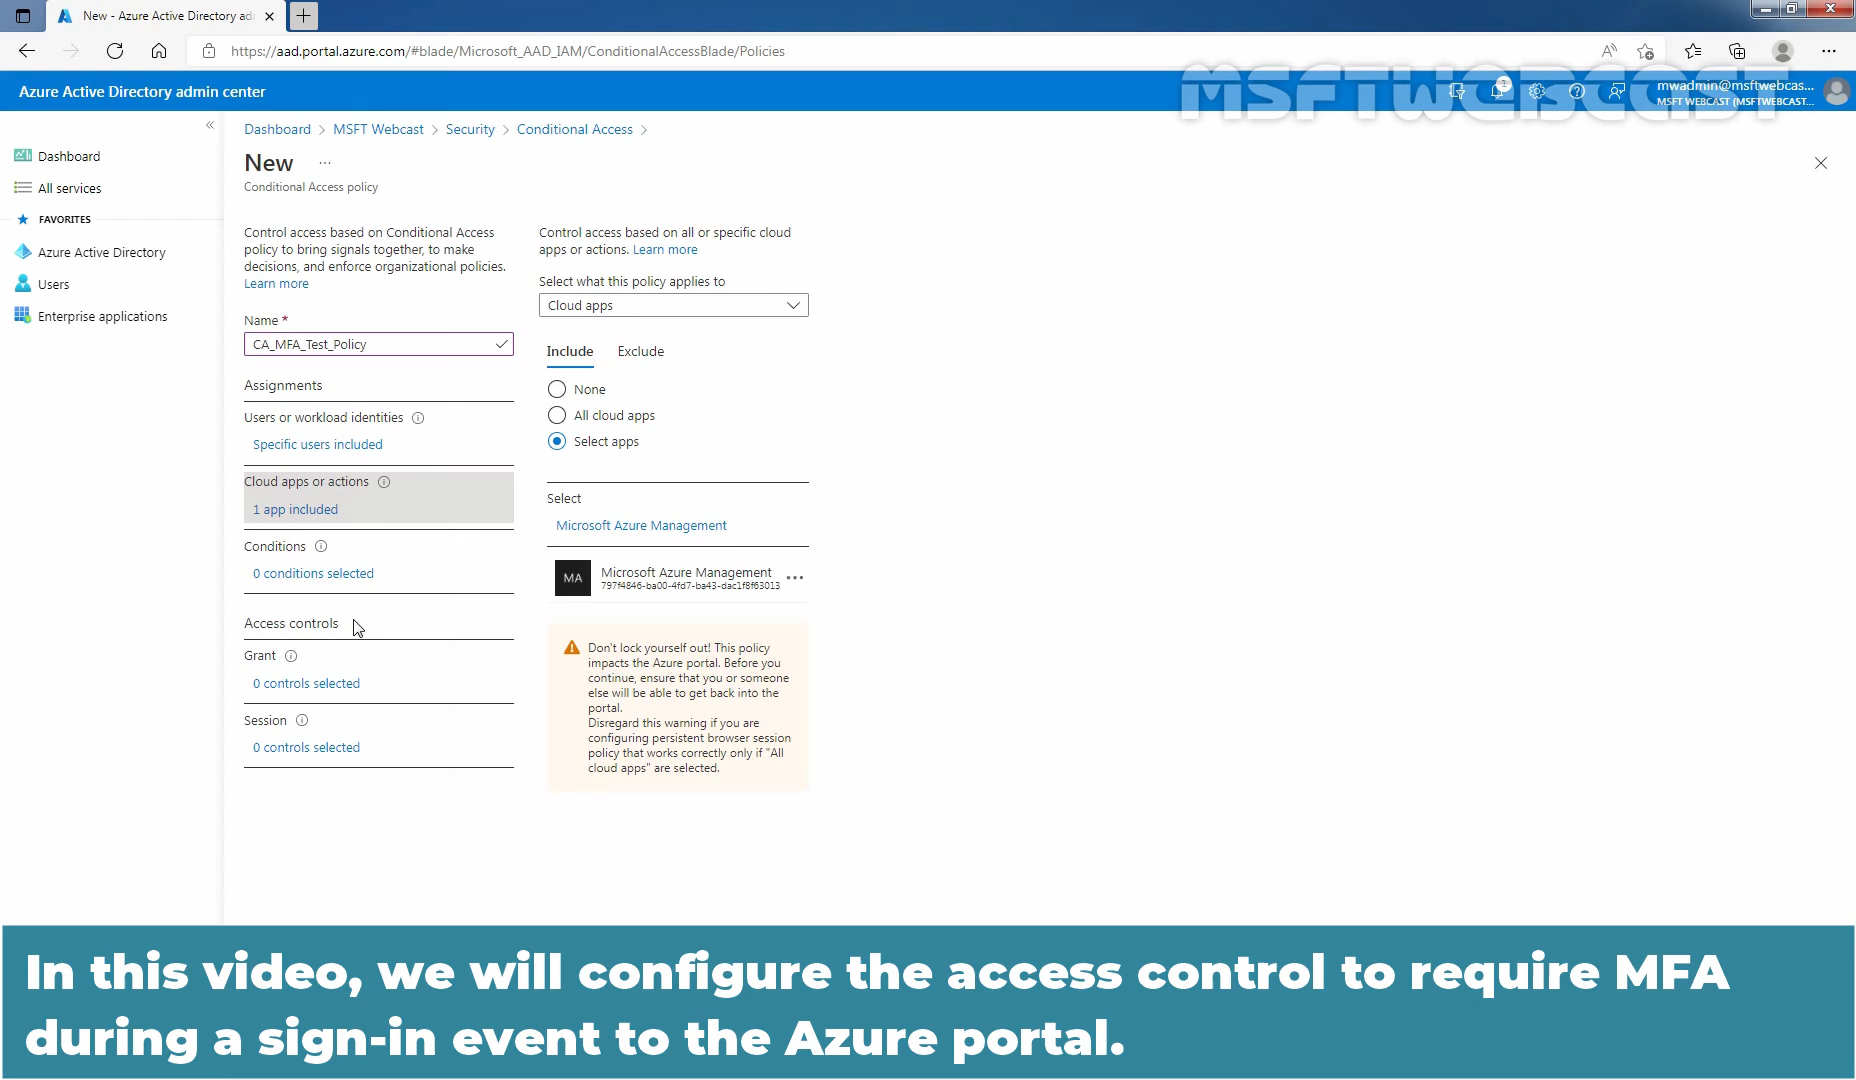 New - Azure Active Directory ad
https://aad.portal.azure.com/#blade/Microsoft_AAD_IAM/ConditionalAccessBlade/Policies
MSFTWEBCAST
Azure Active Directory admin center
1
mwadmin@msftwebcas...
MSFT WEBCAST (MSFTWEBCAST....
Dashboard
All services
FAVORITES
Azure Active Directory
Users
Enterprise applications
Dashboard > MSFT Webcast > Security > Conditional Access >
New ...
Conditional Access policy
Control access based on Conditional Access
policy to bring signals together, to make
decisions, and enforce organizational policies.
Learn more
Name *
CA_MFA_Test_Policy
Assignments
Users or workload identities
Specific users included
Cloud apps or actions
1 app included
Conditions
0 conditions selected
Access controls
Grant
0 controls selected
Session
0 controls selected
Control access based on all or specific cloud
apps or actions. Learn more
Select what this policy applies to
Cloud apps
Include Exclude
None
All cloud apps
Select apps
Select
Microsoft Azure Management
MA
Microsoft Azure Management
797f4846-ba00-4fd7-ba43-dac1f8f63013
Don't lock yourself out! This policy
impacts the Azure portal. Before you
continue, ensure that you or someone
else will be able to get back into the
portal.
Disregard this warning if you are
configuring persistent browser session
policy that works correctly only if "All
cloud apps" are selected.
In this video, we will configure the access control to require MFA
during a sign-in event to the Azure portal.